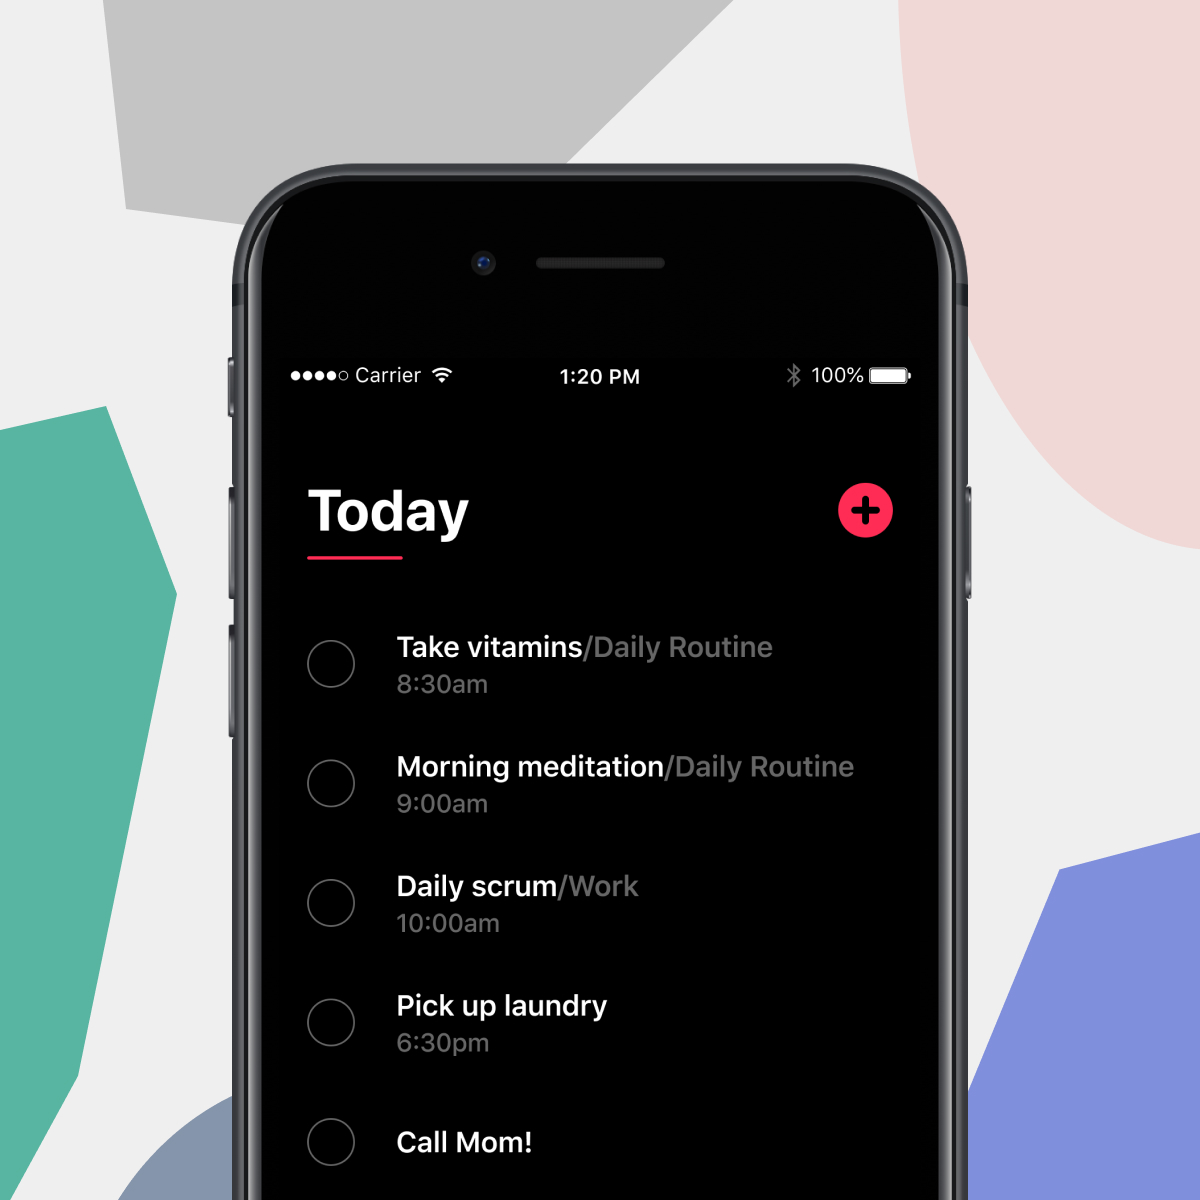 Carrier 1:20 PM 100%
Today
Take vitamins/Daily Routine
8:30am
Morning meditation/Daily Routine
9:00am
Daily scrum/Work
10:00am
Pick up laundry
6:30pm
Call Mom!